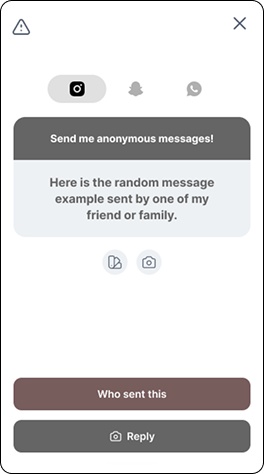 Send me anonymous messages!
Here is the random message
example sent by one of my
friend or family.
Who sent this
Reply